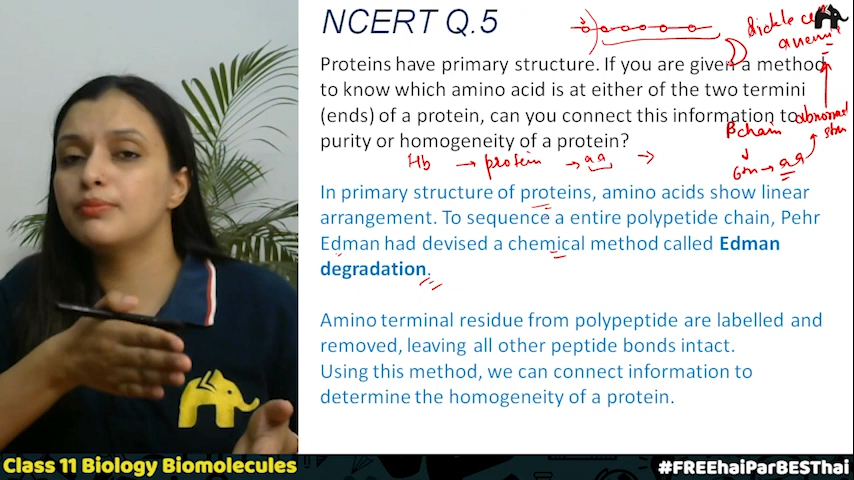 NCERT Q.5
Sickle cell
anemia
Proteins have primary structure. If you are given a method
to know which amino acid is at either of the two termini
(ends) of a protein, can you connect this information to
purity or homogeneity of a protein?
β chain
abnormal
Hb → protein → aa →
6th → aa
In primary structure of proteins, amino acids show linear
arrangement. To sequence a entire polypetide chain, Pehr
Edman had devised a chemical method called Edman
degradation.
Amino terminal residue from polypeptide are labelled and
removed, leaving all other peptide bonds intact.
Using this method, we can connect information to
determine the homogeneity of a protein.
Class 11 Biology Biomolecules
#FREEhaiParBESThai